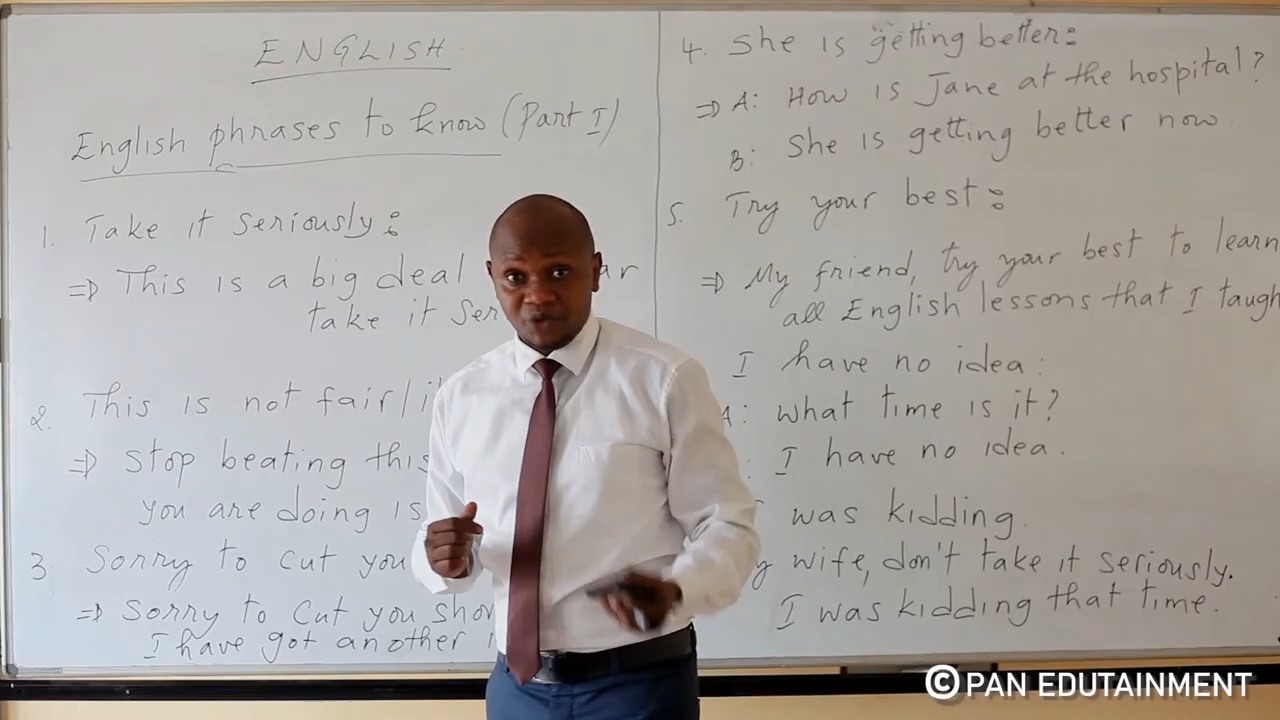 ENGLISH
English phrases to know (Part I)
1. Take it seriously:
⇒ This is a big deal
take it
2. This is not fair/
⇒ Stop beating this
you are doing is
3. Sorry to cut you
⇒ Sorry to cut you
I have got another
4. She is getting better:
⇒ A: How is Jane at the hospital?
B: She is getting better now
5. Try your best:
⇒ My friend, try your best to learn
all English lessons that I
I have no idea:
A: what time is it?
: I have no idea.
I was kidding.
wife, don't take it seriously.
I was kidding that time.
© PAN EDUTAINMENT